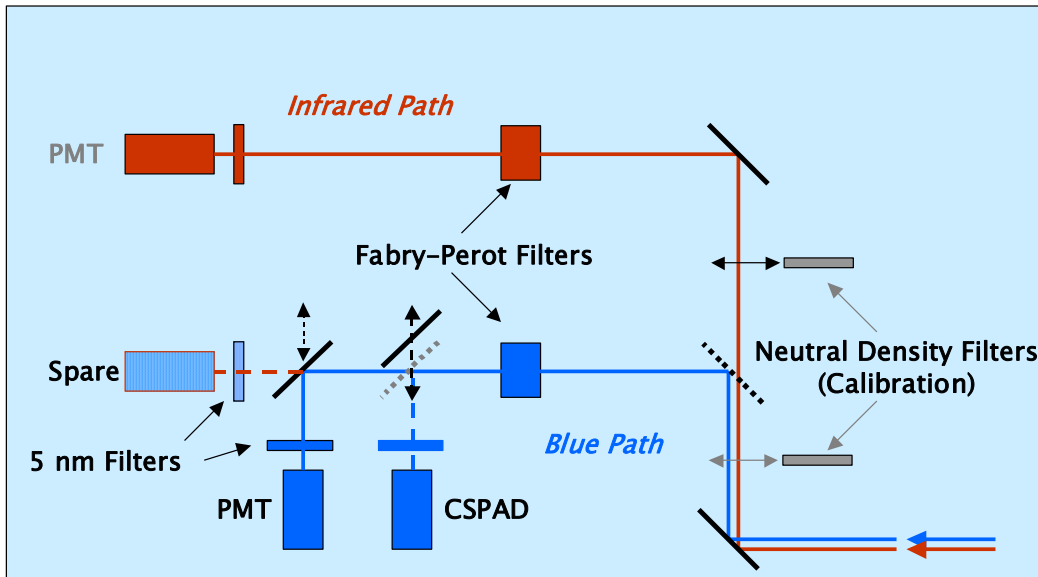 Infrared Path
PMT
Fabry-Perot Filters
Neutral Density Filters
(Calibration)
Spare
Blue Path
5 nm Filters
PMT
CSPAD